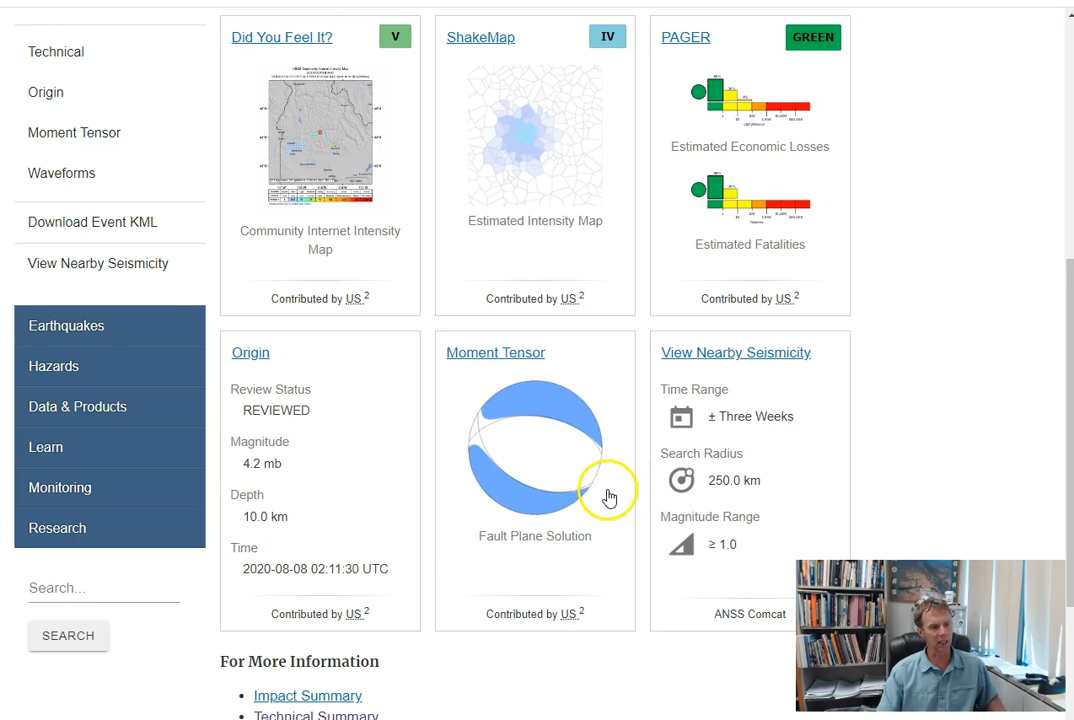 Technical
Origin
Moment Tensor
Waveforms
Download Event KML
View Nearby Seismicity
Earthquakes
Hazards
Data & Products
Learn
Monitoring
Research
Search...
SEARCH
Did You Feel It?
V
Community Internet Intensity
Map
Contributed by US 2
ShakeMap
IV
Estimated Intensity Map
Contributed by US 2
PAGER
GREEN
Estimated Economic Losses
Estimated Fatalities
Contributed by US 2
Origin
Review Status
REVIEWED
Magnitude
4.2 mb
Depth
10.0 km
Time
2020-08-08 02:11:30 UTC
Contributed by US 2
Moment Tensor
Fault Plane Solution
Contributed by US 2
View Nearby Seismicity
Time Range
± Three Weeks
Search Radius
250.0 km
Magnitude Range
≥ 1.0
ANSS Comcat
For More Information
Impact Summary
Technical Summary